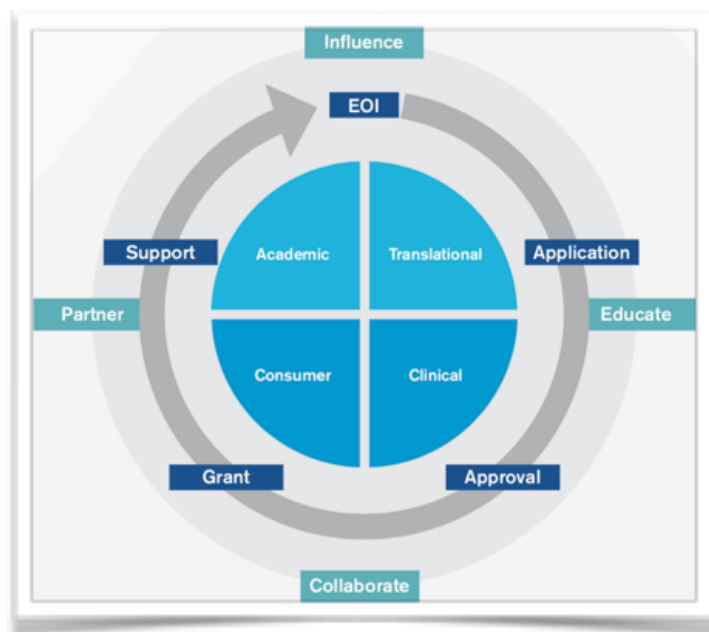 Influence
EOI
Support
Academic
Translational
Application
Partner
Educate
Consumer
Clinical
Grant
Approval
Collaborate